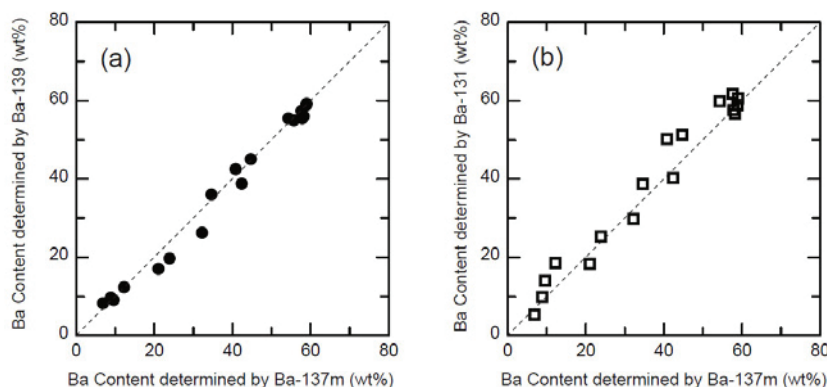 Ba Content determined by Ba-139 (wt%)
(a)
80
60
40
20
0
0 20 40 60 80
Ba Content determined by Ba-137m (wt%)
Ba Content determined by Ba-131 (wt%)
(b)
80
60
40
20
0
0 20 40 60 80
Ba Content determined by Ba-137m (wt%)